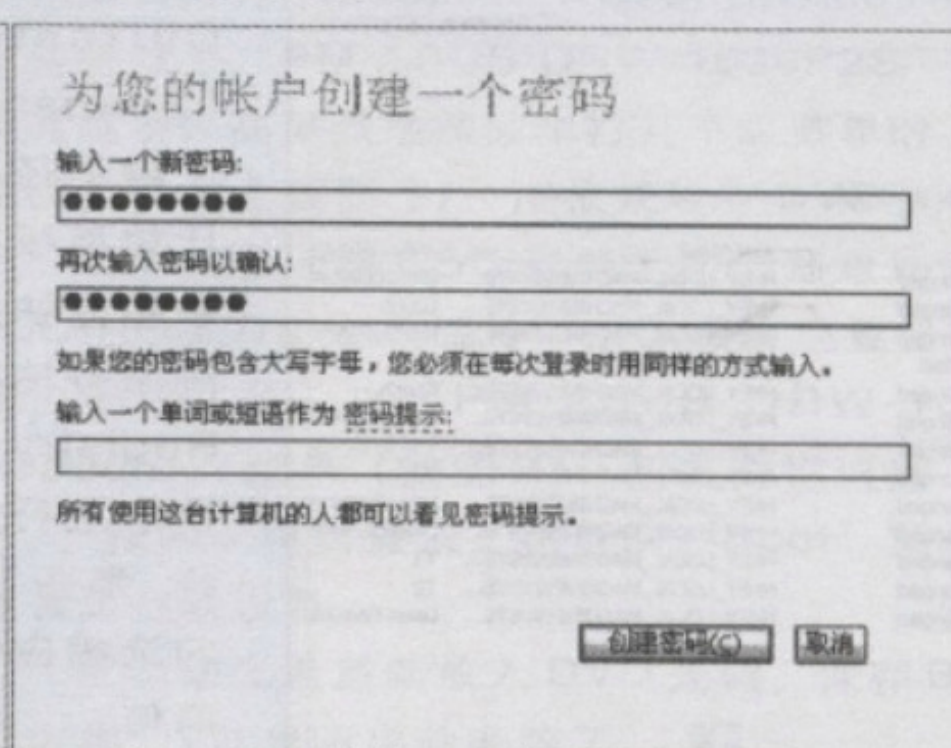 为您的帐户创建一个密码
输入一个新密码:
●●●●●●●●
再次输入密码以确认:
●●●●●●●●
如果您的密码包含大写字母，您必须在每次登录时用同样的方式输入。
输入一个单词或短语作为 密码提示:
所有使用这台计算机的人都可以看见密码提示。
创建密码(C) 取消